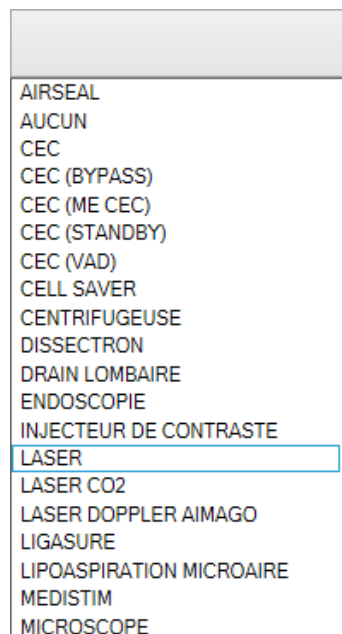 AIRSEAL
AUCUN
CEC
CEC (BYPASS)
CEC (ME CEC)
CEC (STANDBY)
CEC (VAD)
CELL SAVER
CENTRIFUGEUSE
DISSECTRON
DRAIN LOMBAIRE
ENDOSCOPIE
INJECTEUR DE CONTRASTE
LASER
LASER CO2
LASER DOPPLER AIMAGO
LIGASURE
LIPOASPIRATION MICROAIRE
MEDISTIM
MICROSCOPE